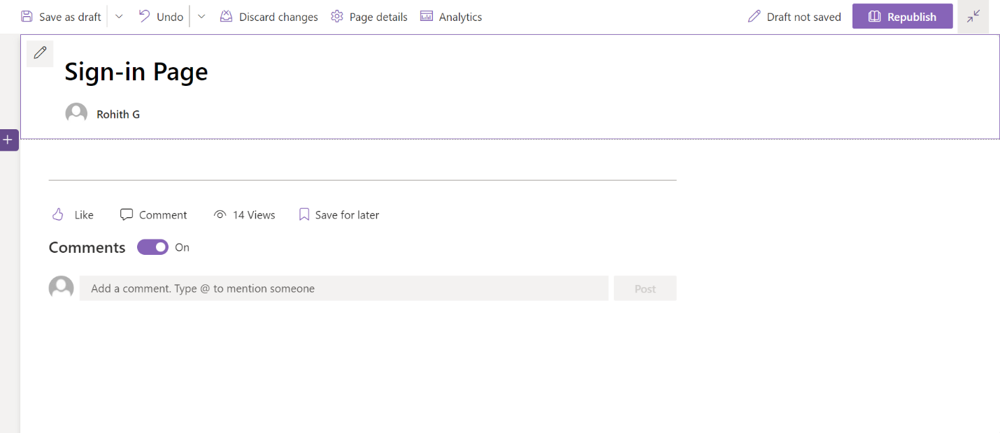 Save as draft Undo Discard changes Page details Analytics Draft not saved Republish
Sign-in Page
Rohith G
Like Comment 14 Views Save for later
Comments On
Add a comment. Type @ to mention someone Post